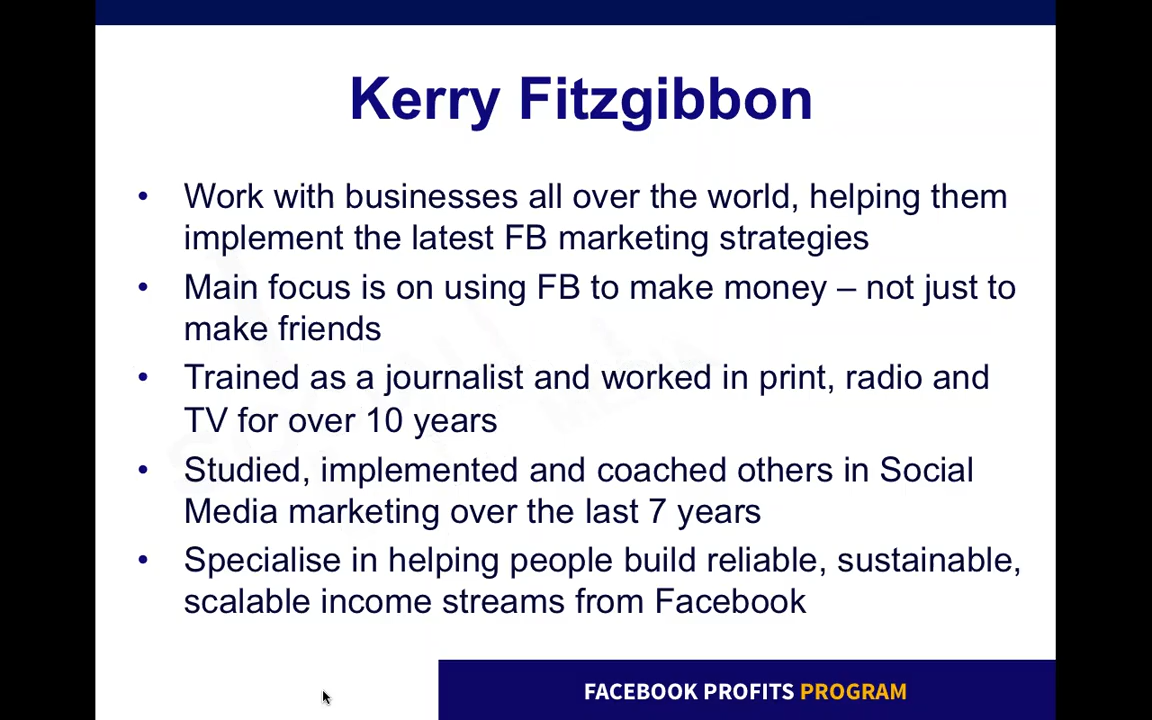 Kerry Fitzgibbon
• Work with businesses all over the world, helping them
implement the latest FB marketing strategies
• Main focus is on using FB to make money – not just to
make friends
• Trained as a journalist and worked in print, radio and
TV for over 10 years
• Studied, implemented and coached others in Social
Media marketing over the last 7 years
• Specialise in helping people build reliable, sustainable,
scalable income streams from Facebook
FACEBOOK PROFITS PROGRAM